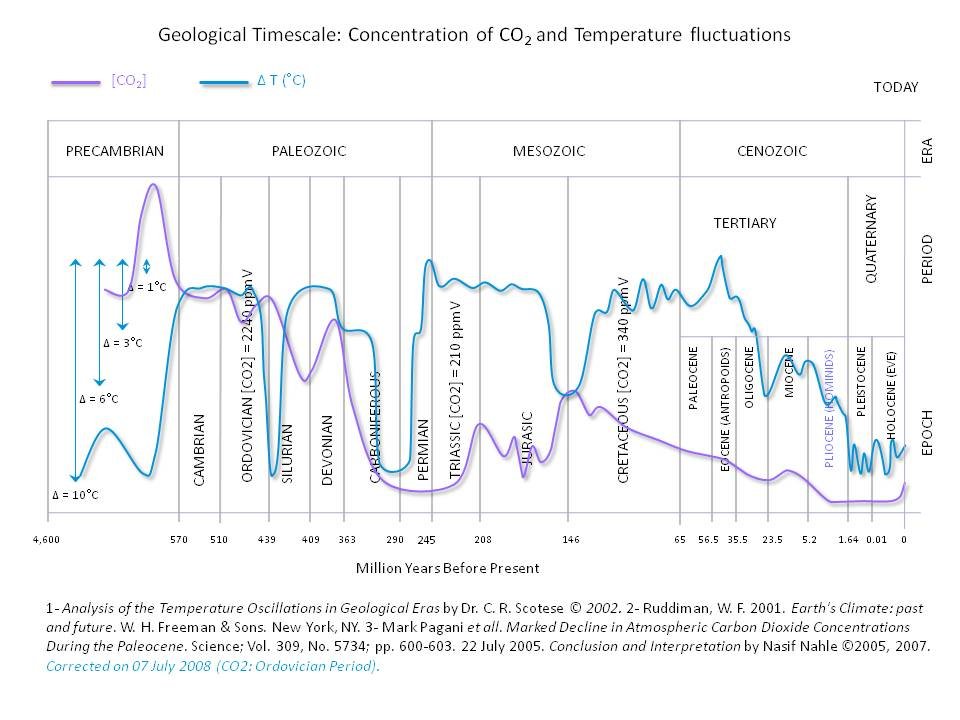 Geological Timescale: Concentration of CO2 and Temperature fluctuations
[CO2]
Δ T (°C)
TODAY
PRECAMBRIAN
PALEOZOIC
MESOZOIC
CENOZOIC
ERA
TERTIARY
QUATERNARY
PERIOD
Δ = 1°C
Δ = 3°C
Δ = 6°C
Δ = 10°C
CAMBRIAN
ORDOVICIAN [CO2] = 2240 ppmV
SILURIAN
DEVONIAN
CARBONIFEROUS
PERMIAN
TRIASSIC [CO2] = 210 ppmV
JURASIC
CRETACEOUS [CO2] = 340 ppmV
PALEOCENE
EOCENE (ANTROPOIDS)
OLIGOCENE
MIOCENE
PLIOCENE (HOMINIDS)
PLEISTOCENE
HOLOCENE (EVE)
EPOCH
4,600 570 510 439 409 363 290 245 208 146 65 56.5 35.5 23.5 5.2 1.64 0.01 0
Million Years Before Present
1- Analysis of the Temperature Oscillations in Geological Eras by Dr. C. R. Scotese © 2002. 2- Ruddiman, W. F. 2001. Earth's Climate: past
and future. W. H. Freeman & Sons. New York, NY. 3- Mark Pagani et all. Marked Decline in Atmospheric Carbon Dioxide Concentrations
During the Paleocene. Science; Vol. 309, No. 5734; pp. 600-603. 22 July 2005. Conclusion and Interpretation by Nasif Nahle ©2005, 2007.
Corrected on 07 July 2008 (CO2: Ordovician Period).